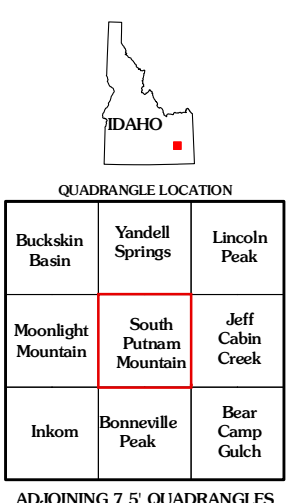 IDAHO
QUADRANGLE LOCATION
Buckskin
Basin
Yandell
Springs
Lincoln
Peak
Moonlight
Mountain
South
Putnam
Mountain
Jeff
Cabin
Creek
Inkom
Bonneville
Peak
Bear
Camp
Gulch
ADJOINING 7.5' QUADRANGLES